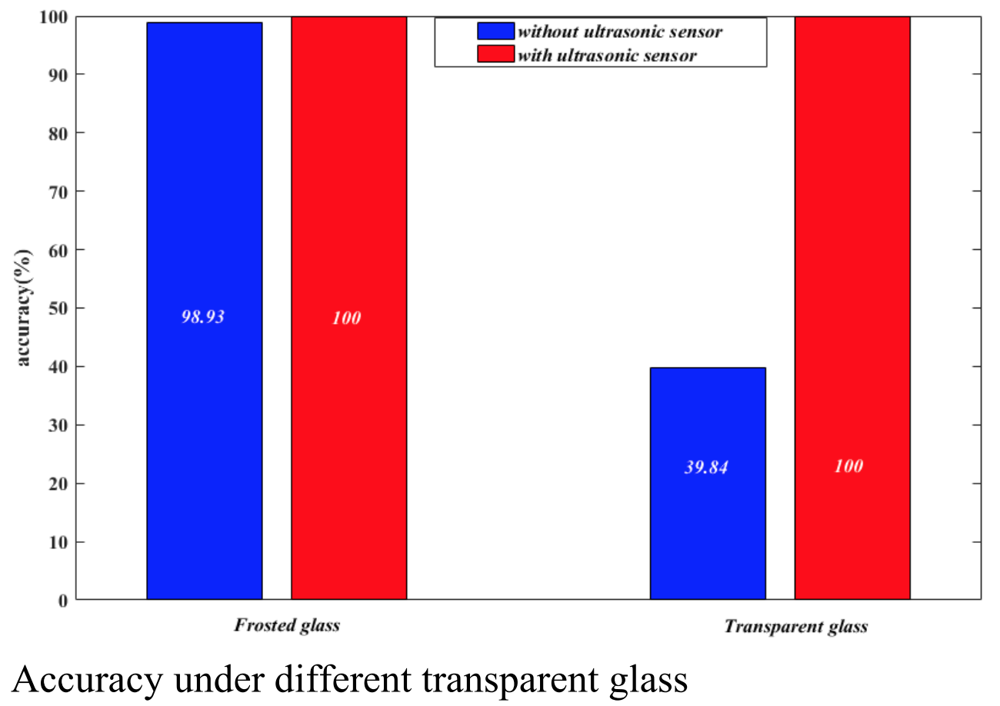 100
90
80
70
60
50
40
30
20
10
0
accuracy(%)
without ultrasonic sensor
with ultrasonic sensor
98.93
100
39.84
100
Frosted glass
Transparent glass
Accuracy under different transparent glass